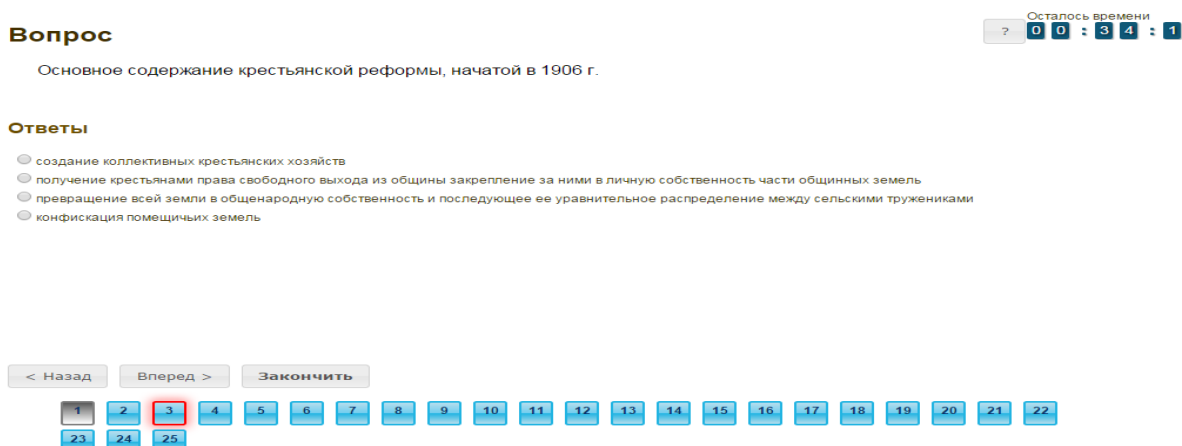 Осталось времени
Вопрос
? 0 0 : 3 4 : 1
Основное содержание крестьянской реформы, начатой в 1906 г.
Ответы
создание коллективных крестьянских хозяйств
получение крестьянами права свободного выхода из общины закрепление за ними в личную собственность части общинных земель
превращение всей земли в общенародную собственность и последующее ее уравнительное распределение между сельскими тружениками
конфискация помещичьих земель
< Назад Вперед > Закончить
1 2 3 4 5 6 7 8 9 10 11 12 13 14 15 16 17 18 19 20 21 22
23 24 25